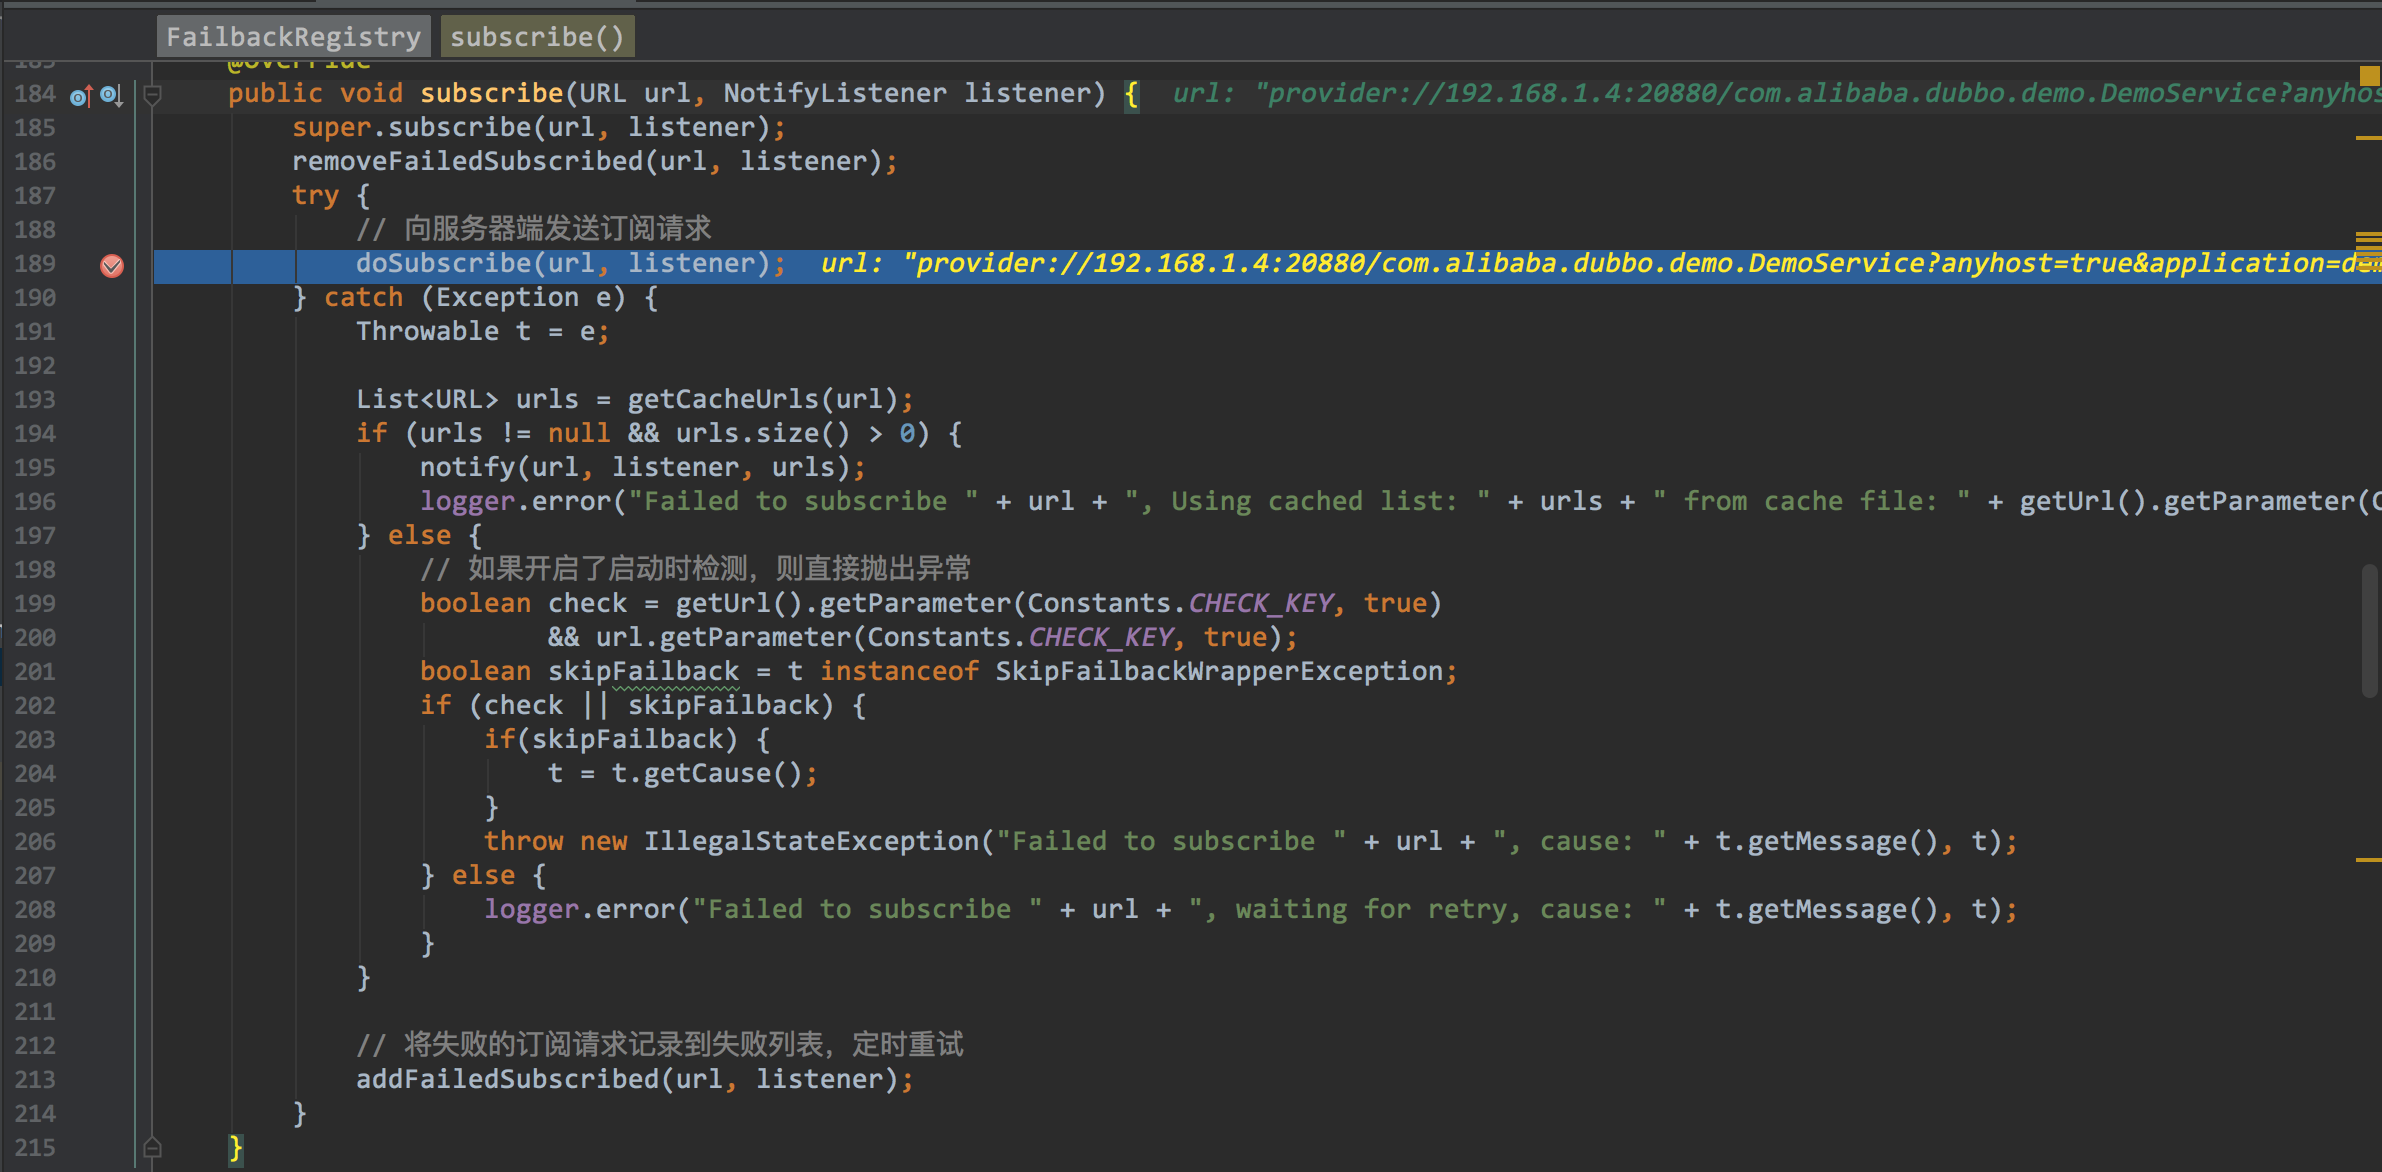 FailbackRegistry subscribe()
183 @Override
184 public void subscribe(URL url, NotifyListener listener) { url: "provider://192.168.1.4:20880/com.alibaba.dubbo.demo.DemoService?anyhos
185 super.subscribe(url, listener);
186 removeFailedSubscribed(url, listener);
187 try {
188 // 向服务器端发送订阅请求
189 doSubscribe(url, listener); url: "provider://192.168.1.4:20880/com.alibaba.dubbo.demo.DemoService?anyhost=true&application=dem
190 } catch (Exception e) {
191 Throwable t = e;
192
193 List<URL> urls = getCacheUrls(url);
194 if (urls != null && urls.size() > 0) {
195 notify(url, listener, urls);
196 logger.error("Failed to subscribe " + url + ", Using cached list: " + urls + " from cache file: " + getUrl().getParameter(C
197 } else {
198 // 如果开启了启动时检测，则直接抛出异常
199 boolean check = getUrl().getParameter(Constants.CHECK_KEY, true)
200 && url.getParameter(Constants.CHECK_KEY, true);
201 boolean skipFailback = t instanceof SkipFailbackWrapperException;
202 if (check || skipFailback) {
203 if(skipFailback) {
204 t = t.getCause();
205 }
206 throw new IllegalStateException("Failed to subscribe " + url + ", cause: " + t.getMessage(), t);
207 } else {
208 logger.error("Failed to subscribe " + url + ", waiting for retry, cause: " + t.getMessage(), t);
209 }
210 }
211
212 // 将失败的订阅请求记录到失败列表，定时重试
213 addFailedSubscribed(url, listener);
214 }
215 }